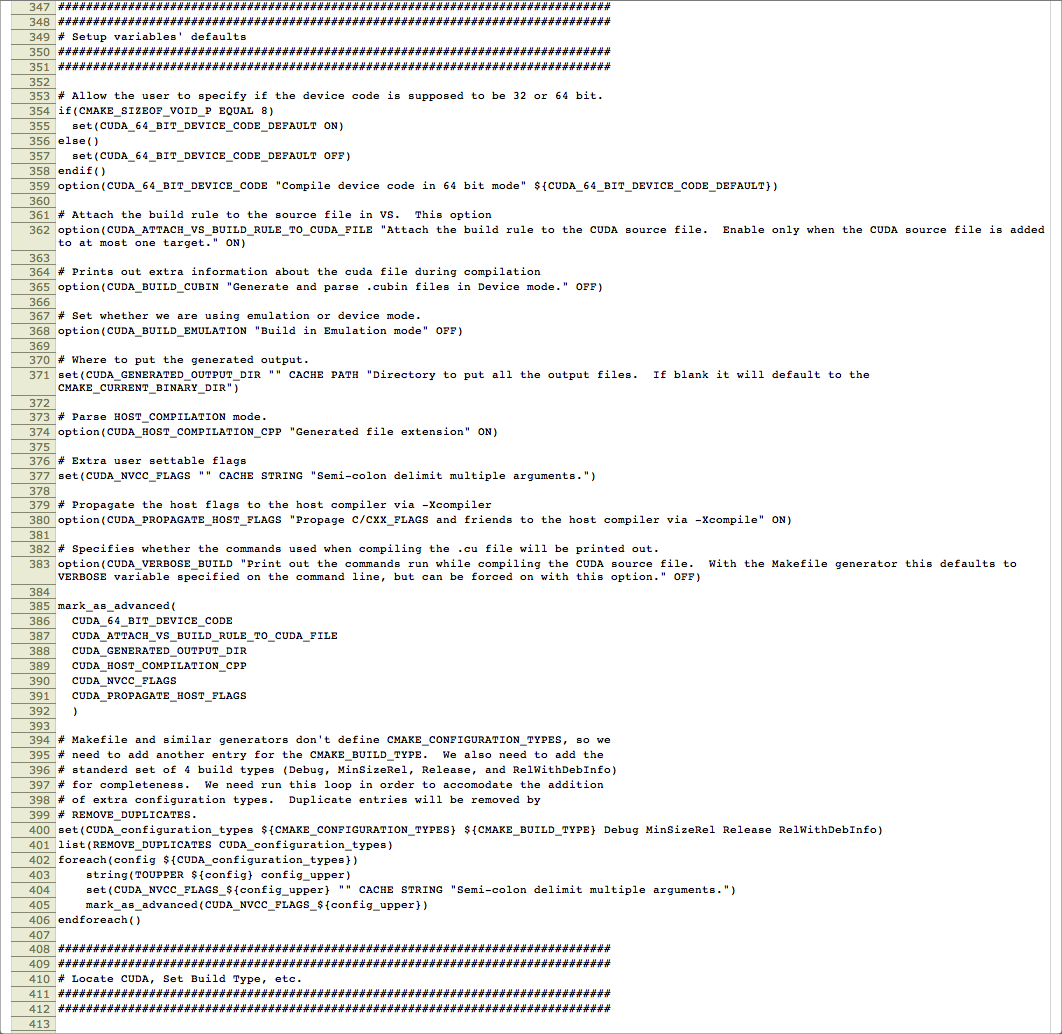 347 ###############################################################################
348 ###############################################################################
349 # Setup variables' defaults
350 ###############################################################################
351 ###############################################################################
352
353 # Allow the user to specify if the device code is supposed to be 32 or 64 bit.
354 if(CMAKE_SIZEOF_VOID_P EQUAL 8)
355   set(CUDA_64_BIT_DEVICE_CODE_DEFAULT ON)
356 else()
357   set(CUDA_64_BIT_DEVICE_CODE_DEFAULT OFF)
358 endif()
359 option(CUDA_64_BIT_DEVICE_CODE "Compile device code in 64 bit mode" ${CUDA_64_BIT_DEVICE_CODE_DEFAULT})
360
361 # Attach the build rule to the source file in VS.  This option
362 option(CUDA_ATTACH_VS_BUILD_RULE_TO_CUDA_FILE "Attach the build rule to the CUDA source file.  Enable only when the CUDA source file is added
to at most one target." ON)
363
364 # Prints out extra information about the cuda file during compilation
365 option(CUDA_BUILD_CUBIN "Generate and parse .cubin files in Device mode." OFF)
366
367 # Set whether we are using emulation or device mode.
368 option(CUDA_BUILD_EMULATION "Build in Emulation mode" OFF)
369
370 # Where to put the generated output.
371 set(CUDA_GENERATED_OUTPUT_DIR "" CACHE PATH "Directory to put all the output files.  If blank it will default to the
CMAKE_CURRENT_BINARY_DIR")
372
373 # Parse HOST_COMPILATION mode.
374 option(CUDA_HOST_COMPILATION_CPP "Generated file extension" ON)
375
376 # Extra user settable flags
377 set(CUDA_NVCC_FLAGS "" CACHE STRING "Semi-colon delimit multiple arguments.")
378
379 # Propagate the host flags to the host compiler via -Xcompiler
380 option(CUDA_PROPAGATE_HOST_FLAGS "Propage C/CXX_FLAGS and friends to the host compiler via -Xcompile" ON)
381
382 # Specifies whether the commands used when compiling the .cu file will be printed out.
383 option(CUDA_VERBOSE_BUILD "Print out the commands run while compiling the CUDA source file.  With the Makefile generator this defaults to
VERBOSE variable specified on the command line, but can be forced on with this option." OFF)
384
385 mark_as_advanced(
386   CUDA_64_BIT_DEVICE_CODE
387   CUDA_ATTACH_VS_BUILD_RULE_TO_CUDA_FILE
388   CUDA_GENERATED_OUTPUT_DIR
389   CUDA_HOST_COMPILATION_CPP
390   CUDA_NVCC_FLAGS
391   CUDA_PROPAGATE_HOST_FLAGS
392   )
393
394 # Makefile and similar generators don't define CMAKE_CONFIGURATION_TYPES, so we
395 # need to add another entry for the CMAKE_BUILD_TYPE.  We also need to add the
396 # standerd set of 4 build types (Debug, MinSizeRel, Release, and RelWithDebInfo)
397 # for completeness.  We need run this loop in order to accomodate the addition
398 # of extra configuration types.  Duplicate entries will be removed by
399 # REMOVE_DUPLICATES.
400 set(CUDA_configuration_types ${CMAKE_CONFIGURATION_TYPES} ${CMAKE_BUILD_TYPE} Debug MinSizeRel Release RelWithDebInfo)
401 list(REMOVE_DUPLICATES CUDA_configuration_types)
402 foreach(config ${CUDA_configuration_types})
403     string(TOUPPER ${config} config_upper)
404     set(CUDA_NVCC_FLAGS_${config_upper} "" CACHE STRING "Semi-colon delimit multiple arguments.")
405     mark_as_advanced(CUDA_NVCC_FLAGS_${config_upper})
406 endforeach()
407
408 ###############################################################################
409 ###############################################################################
410 # Locate CUDA, Set Build Type, etc.
411 ###############################################################################
412 ###############################################################################
413